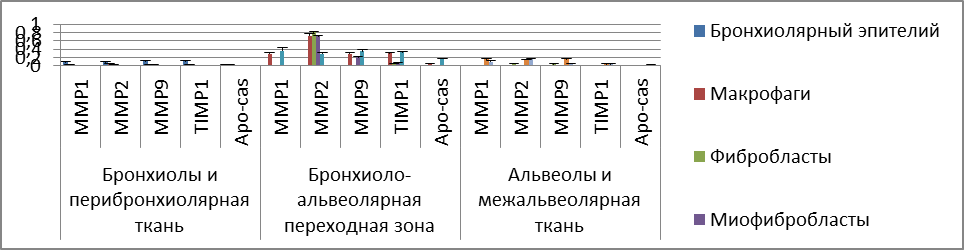 1
0,8
0,6
0,4
0,2
0
MMP1
MMP2
MMP9
TIMP1
Apo-cas
MMP1
MMP2
MMP9
TIMP1
Apo-cas
MMP1
MMP2
MMP9
TIMP1
Apo-cas
Бронхиолы и
перибронхиолярная
ткань
Бронхиоло-
альвеолярная
переходная зона
Альвеолы и
межальвеолярная
ткань
Бронхиолярный эпителий
Макрофаги
Фибробласты
Миофибробласты